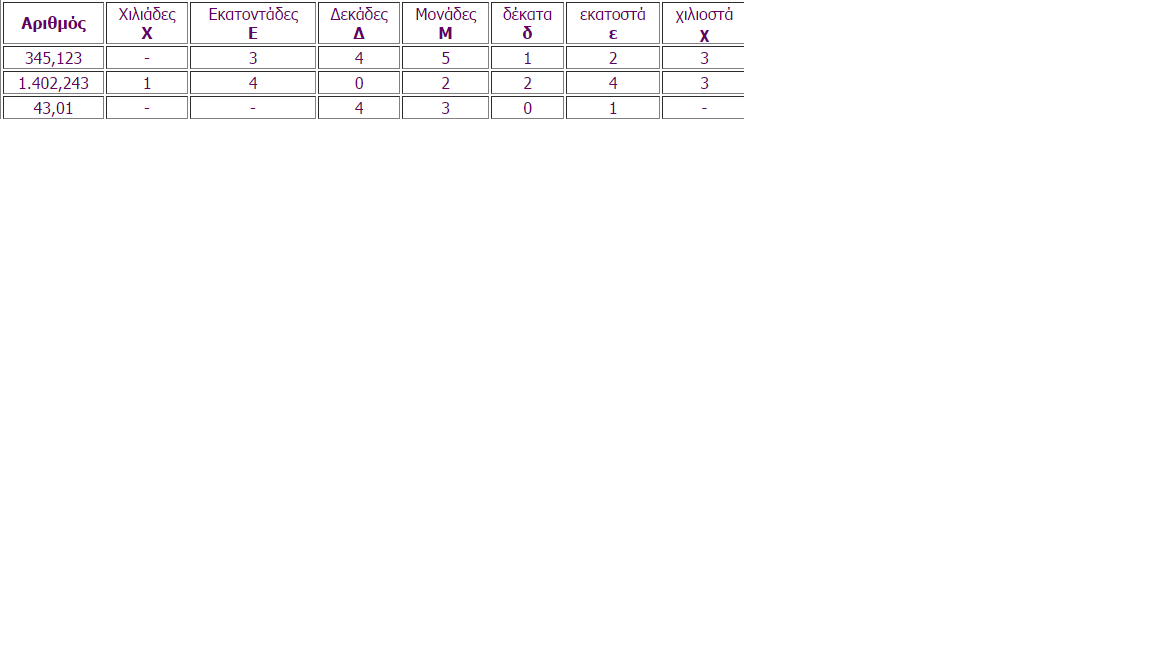 Αριθμός Χιλιάδες Εκατοντάδες Δεκάδες Μονάδες δέκατα εκατοστά χιλιοστά
Χ Ε Δ Μ δ ε χ
345,123 - 3 4 5 1 2 3
1.402,243 1 4 0 2 2 4 3
43,01 - - 4 3 0 1 -